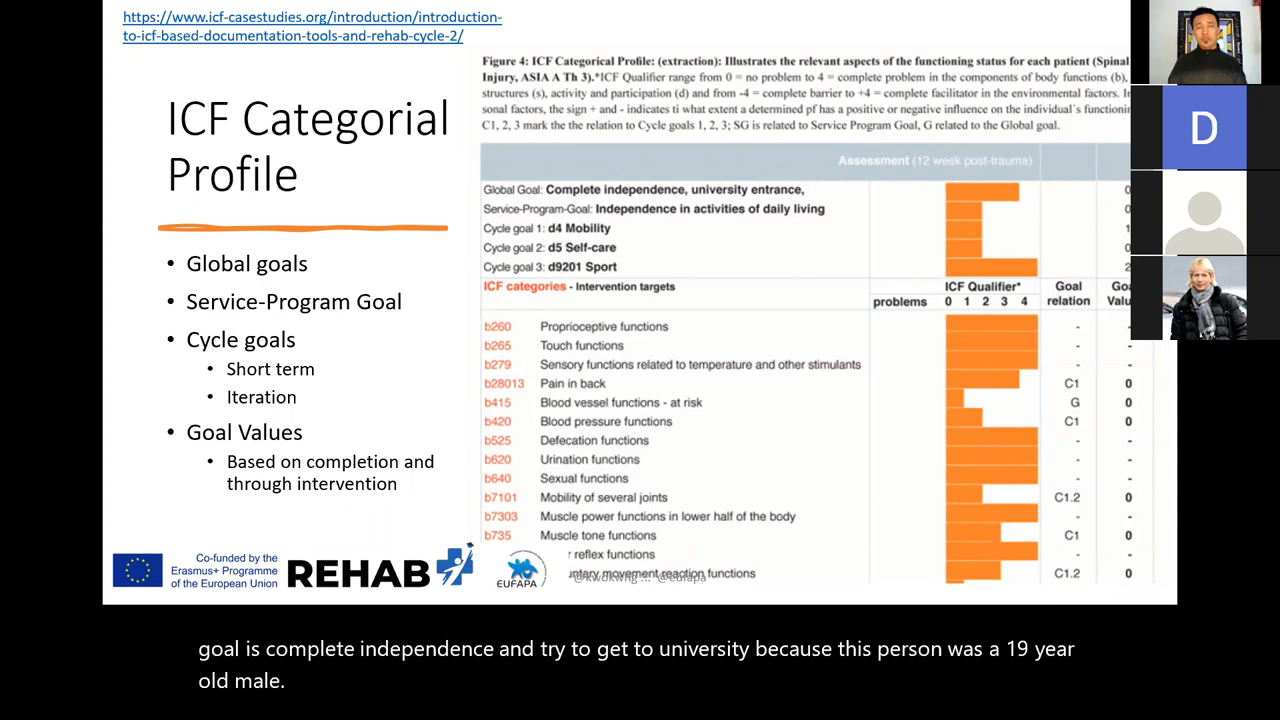 https://www.icf-casestudies.org/introduction/introduction-
to-icf-based-documentation-tools-and-rehab-cycle-2/
ICF Categorial
Profile
• Global goals
• Service-Program Goal
• Cycle goals
• Short term
• Iteration
• Goal Values
• Based on completion and
through intervention
Figure 4: ICF Categorical Profile: (extraction): Illustrates the relevant aspects of the functioning status for each patient (Spinal
Injury, ASIA A Th 3).*ICF Qualifier range from 0 = no problem to 4 = complete problem in the components of body functions (b),
structures (s), activity and participation (d) and from -4 = complete barrier to +4 = complete facilitator in the environmental factors. In
sonal factors, the sign + and - indicates ti what extent a determined pf has a positive or negative influence on the individual`s
C1, 2, 3 mark the the relation to Cycle goals 1, 2, 3; SG is related to Service Program Goal, G related to the Global goal.
Assessment (12 week post-trauma)
Global Goal: Complete independence, university entrance, 0
Service-Program-Goal: Independence in activities of daily living 0
Cycle goal 1: d4 Mobility 1
Cycle goal 2: d5 Self-care 0
Cycle goal 3: d9201 Sport 2
ICF categories - Intervention targets ICF Qualifier* Goal
problems 0 1 2 3 4 relation
b260 Proprioceptive functions - -
b265 Touch functions - -
b279 Sensory functions related to temperature and other stimulants - -
b28013 Pain in back C1 0
b415 Blood vessel functions - at risk G 0
b420 Blood pressure functions C1 0
b525 Defecation functions - -
b620 Urination functions - -
b640 Sexual functions - -
b7101 Mobility of several joints C1.2 0
b7303 Muscle power functions in lower half of the body - -
b735 Muscle tone functions C1 0
r reflex functions - -
ntary movement reaction functions C1.2 0
@kwokwng ... @eufapa
Co-funded by the
Erasmus+ Programme
of the European Union
REHAB
EUFAPA
D
goal is complete independence and try to get to university because this person was a 19 year
old male.